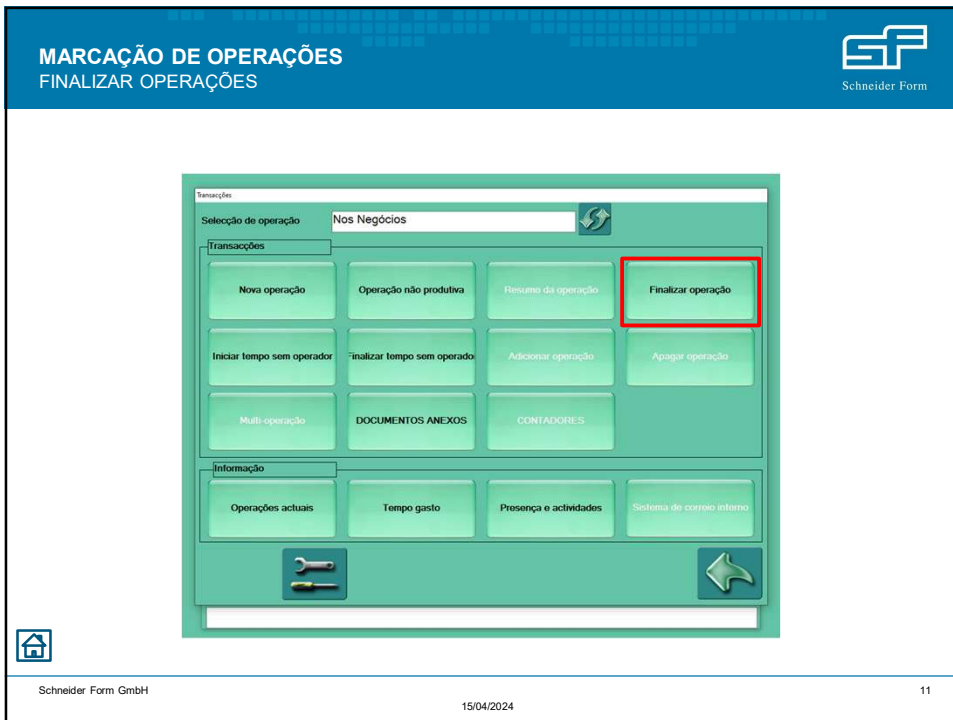 MARCAÇÃO DE OPERAÇÕES
FINALIZAR OPERAÇÕES
SF
Schneider Form
Transacções
Selecção de operação
Nos Negócios
Transacções
Nova operação
Operação não produtiva
Resumo da operação
Finalizar operação
Iniciar tempo sem operador
Finalizar tempo sem operado
Adicionar operação
Apagar operação
Multi-operação
DOCUMENTOS ANEXOS
CONTADORES
Informação
Operações actuais
Tempo gasto
Presença e actividades
Sistema de correio interno
Schneider Form GmbH
11
15/04/2024